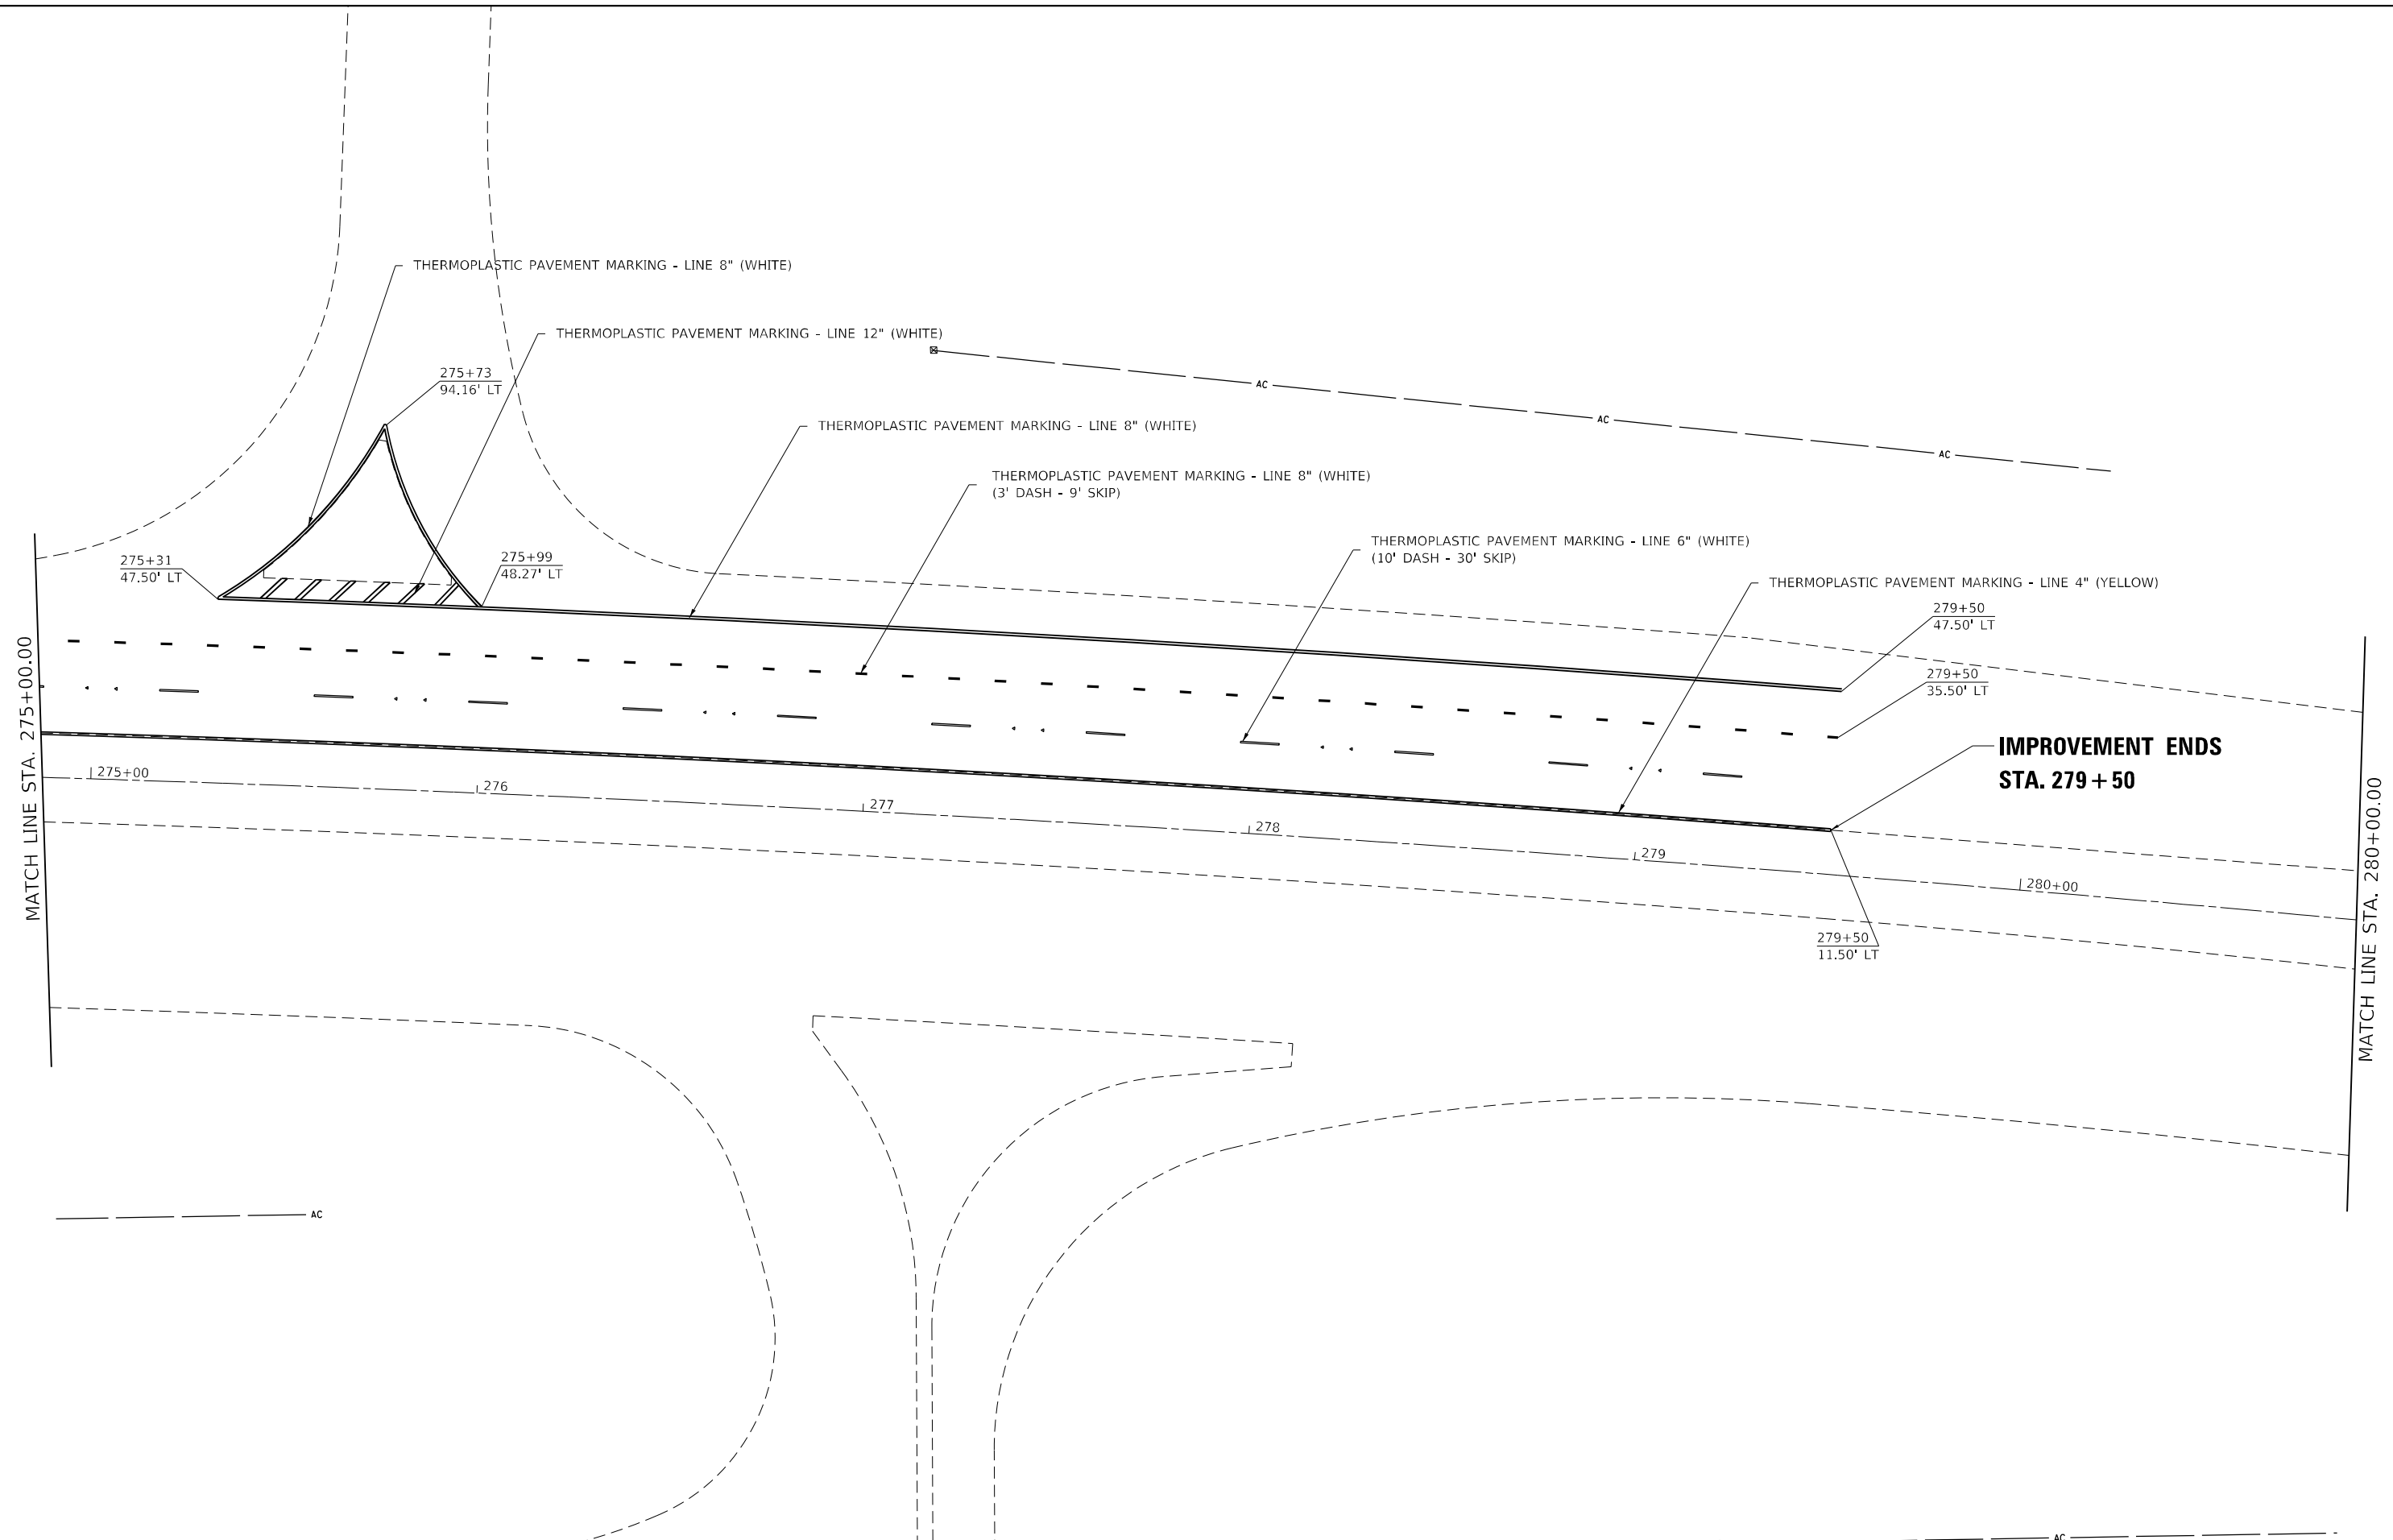 THERMOPLASTIC PAVEMENT MARKING - LINE 8" (WHITE)
THERMOPLASTIC PAVEMENT MARKING - LINE 12" (WHITE)
275+73
94.16' LT
AC
AC
AC
THERMOPLASTIC PAVEMENT MARKING - LINE 8" (WHITE)
THERMOPLASTIC PAVEMENT MARKING - LINE 8" (WHITE)
(3' DASH - 9' SKIP)
THERMOPLASTIC PAVEMENT MARKING - LINE 6" (WHITE)
(10' DASH - 30' SKIP)
275+31
47.50' LT
275+99
48.27' LT
THERMOPLASTIC PAVEMENT MARKING - LINE 4" (YELLOW)
279+50
47.50' LT
279+50
35.50' LT
IMPROVEMENT ENDS
STA. 279+50
MATCH LINE STA. 275+00.00
275+00
276
277
278
279
280+00
279+50
11.50' LT
MATCH LINE STA. 280+00.00
AC
AC